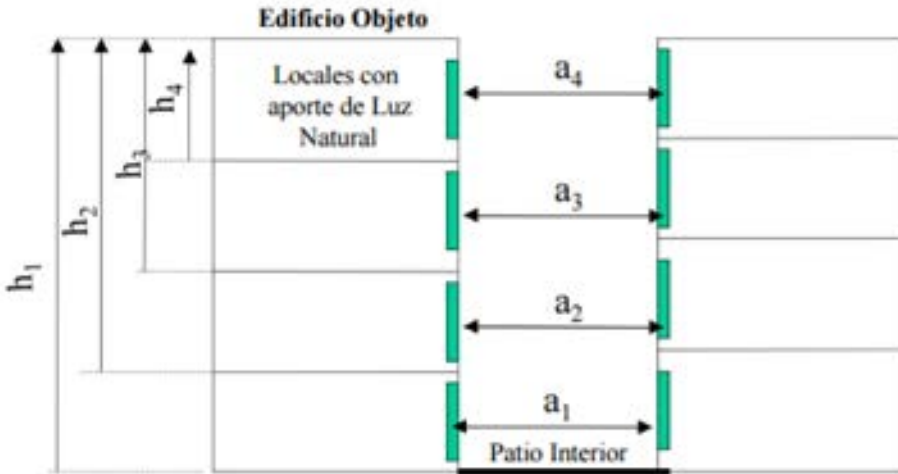 Edificio Objeto
Locales con
aporte de Luz
Natural
h₄
h₃
h₂
h₁
a₄
a₃
a₂
a₁
Patio Interior